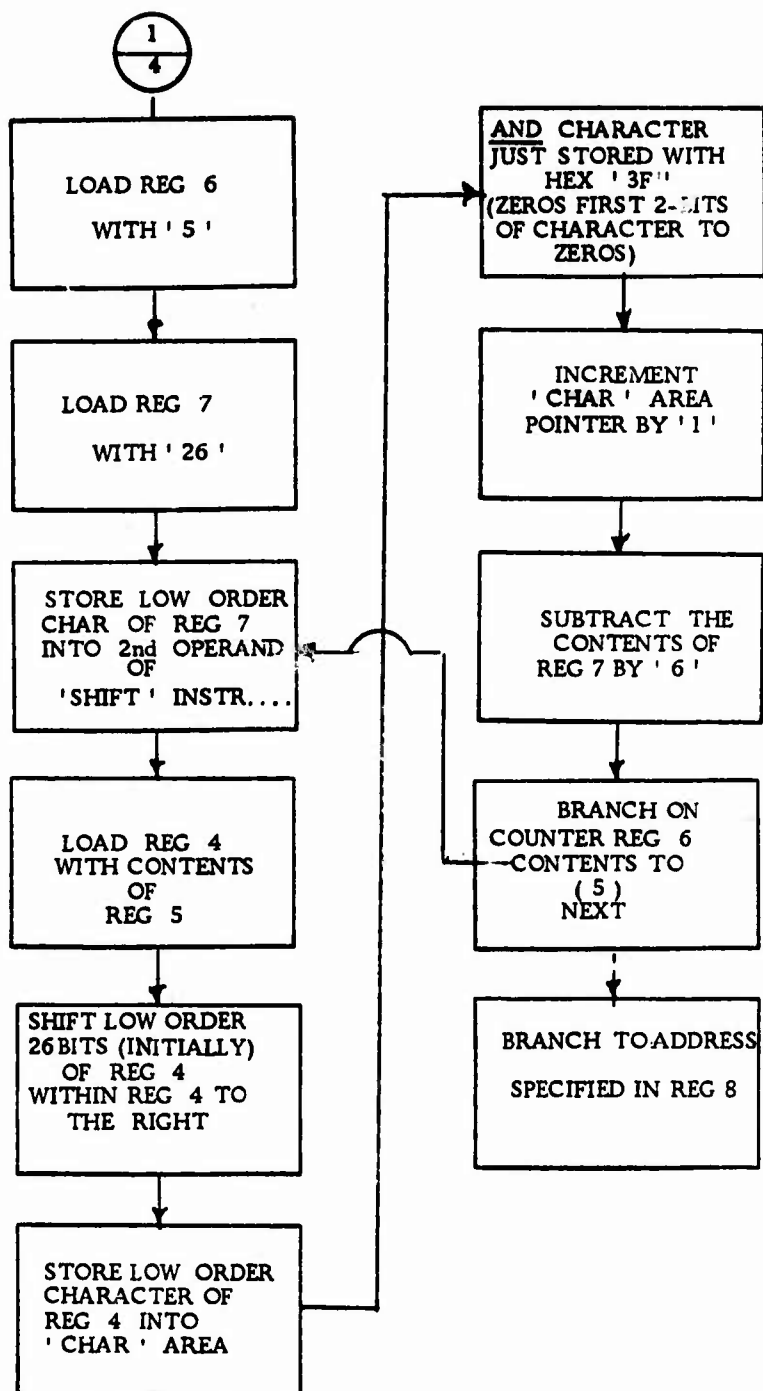 1
4
LOAD REG 6
WITH ' 5 '
LOAD REG 7
WITH ' 26 '
STORE LOW ORDER
CHAR OF REG 7
INTO 2nd OPERAND
OF
'SHIFT ' INSTR....
LOAD REG 4
WITH CONTENTS
OF
REG 5
SHIFT LOW ORDER
26 BITS (INITIALLY)
OF REG 4
WITHIN REG 4 TO
THE RIGHT
STORE LOW ORDER
CHARACTER OF
REG 4 INTO
' CHAR ' AREA
AND CHARACTER
JUST STORED WITH
HEX ' 3F''
(ZEROS FIRST 2-BITS
OF CHARACTER TO
ZEROS)
INCREMENT
' CHAR ' AREA
POINTER BY ' 1 '
SUBTRACT THE
CONTENTS OF
REG 7 BY ' 6 '
BRANCH ON
COUNTER REG 6
CONTENTS TO
( 5 )
NEXT
BRANCH TO ADDRESS
SPECIFIED IN REG 8